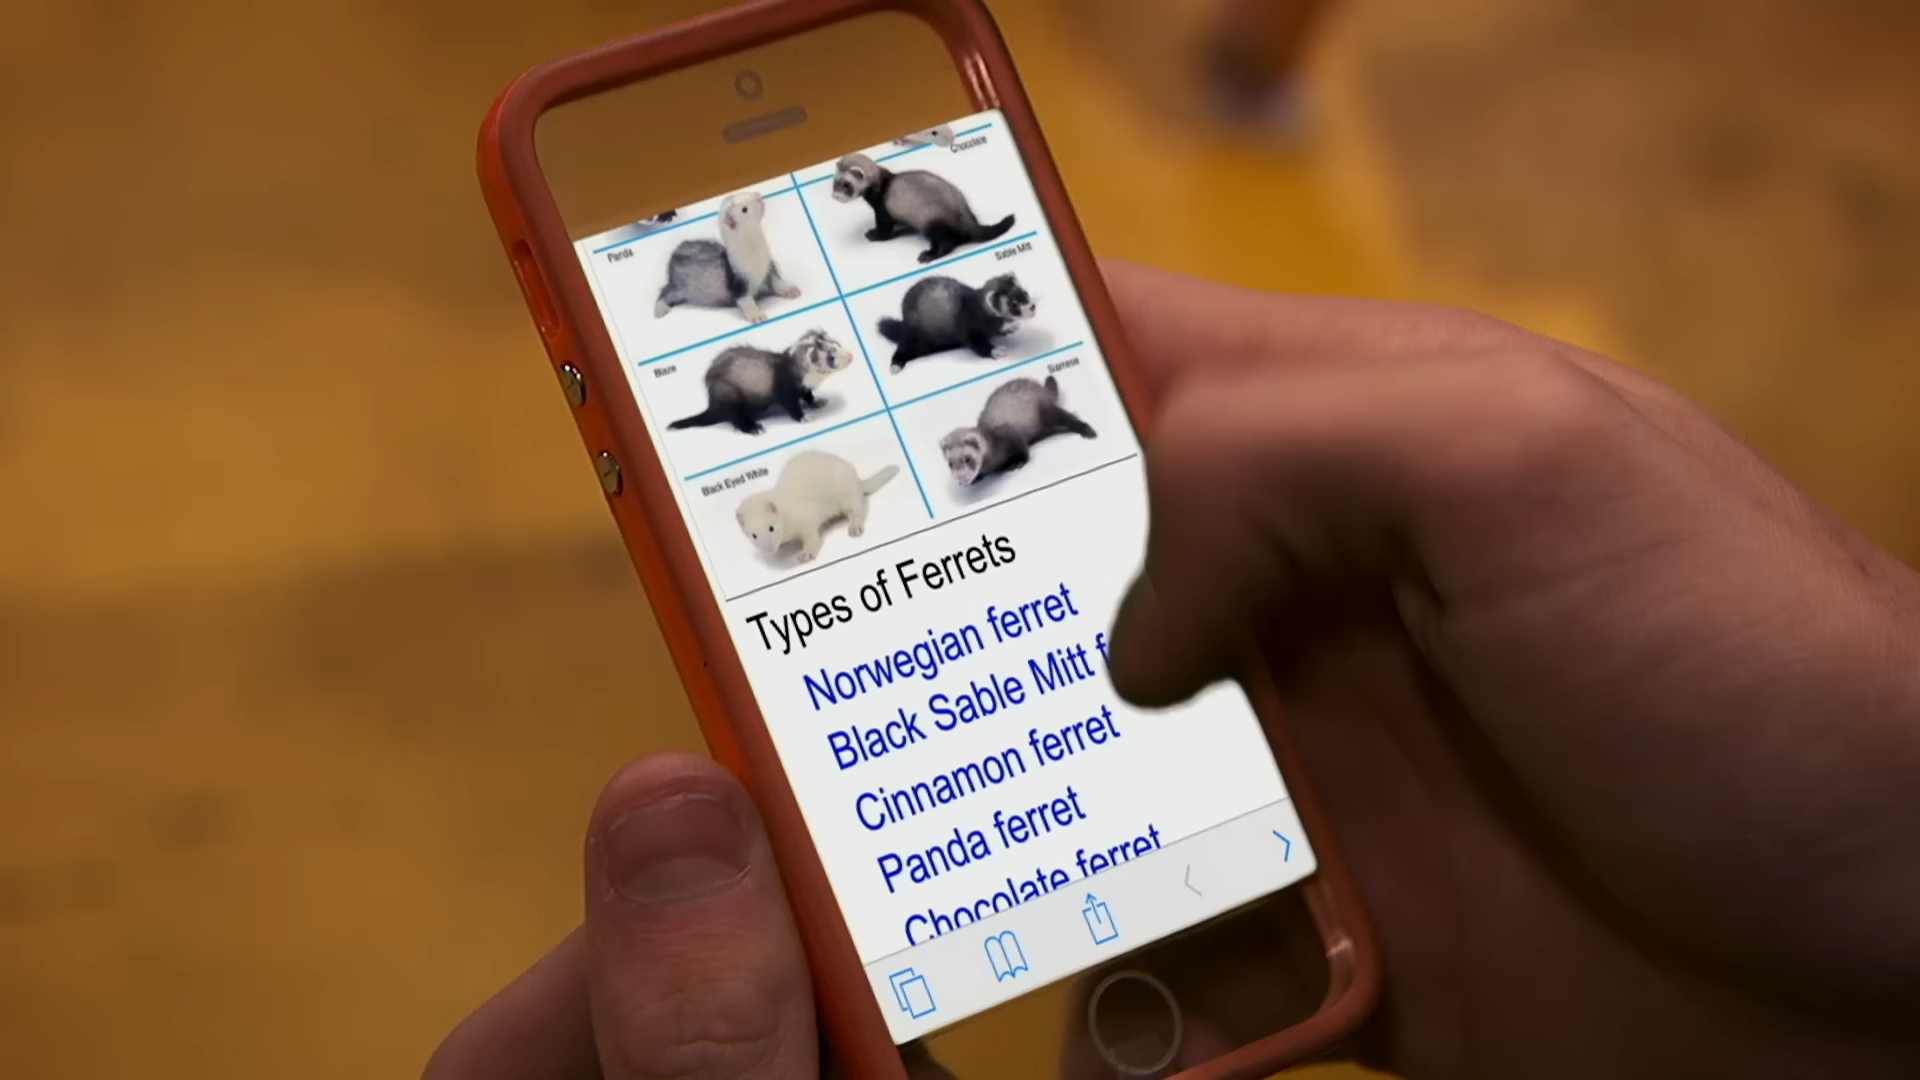 Chocolate
Panda
Sable Mitt
Blaze
Siamese
Black Eyed White
Types of Ferrets
Norwegian ferret
Black Sable Mitt f
Cinnamon ferret
Panda ferret
Chocolate ferret